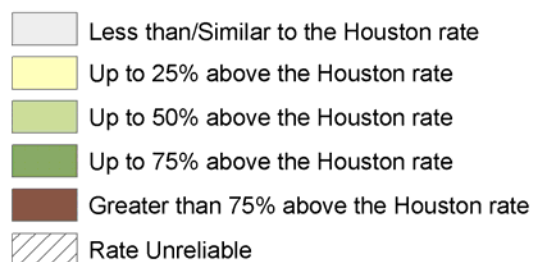 Less than/Similar to the Houston rate
Up to 25% above the Houston rate
Up to 50% above the Houston rate
Up to 75% above the Houston rate
Greater than 75% above the Houston rate
Rate Unreliable